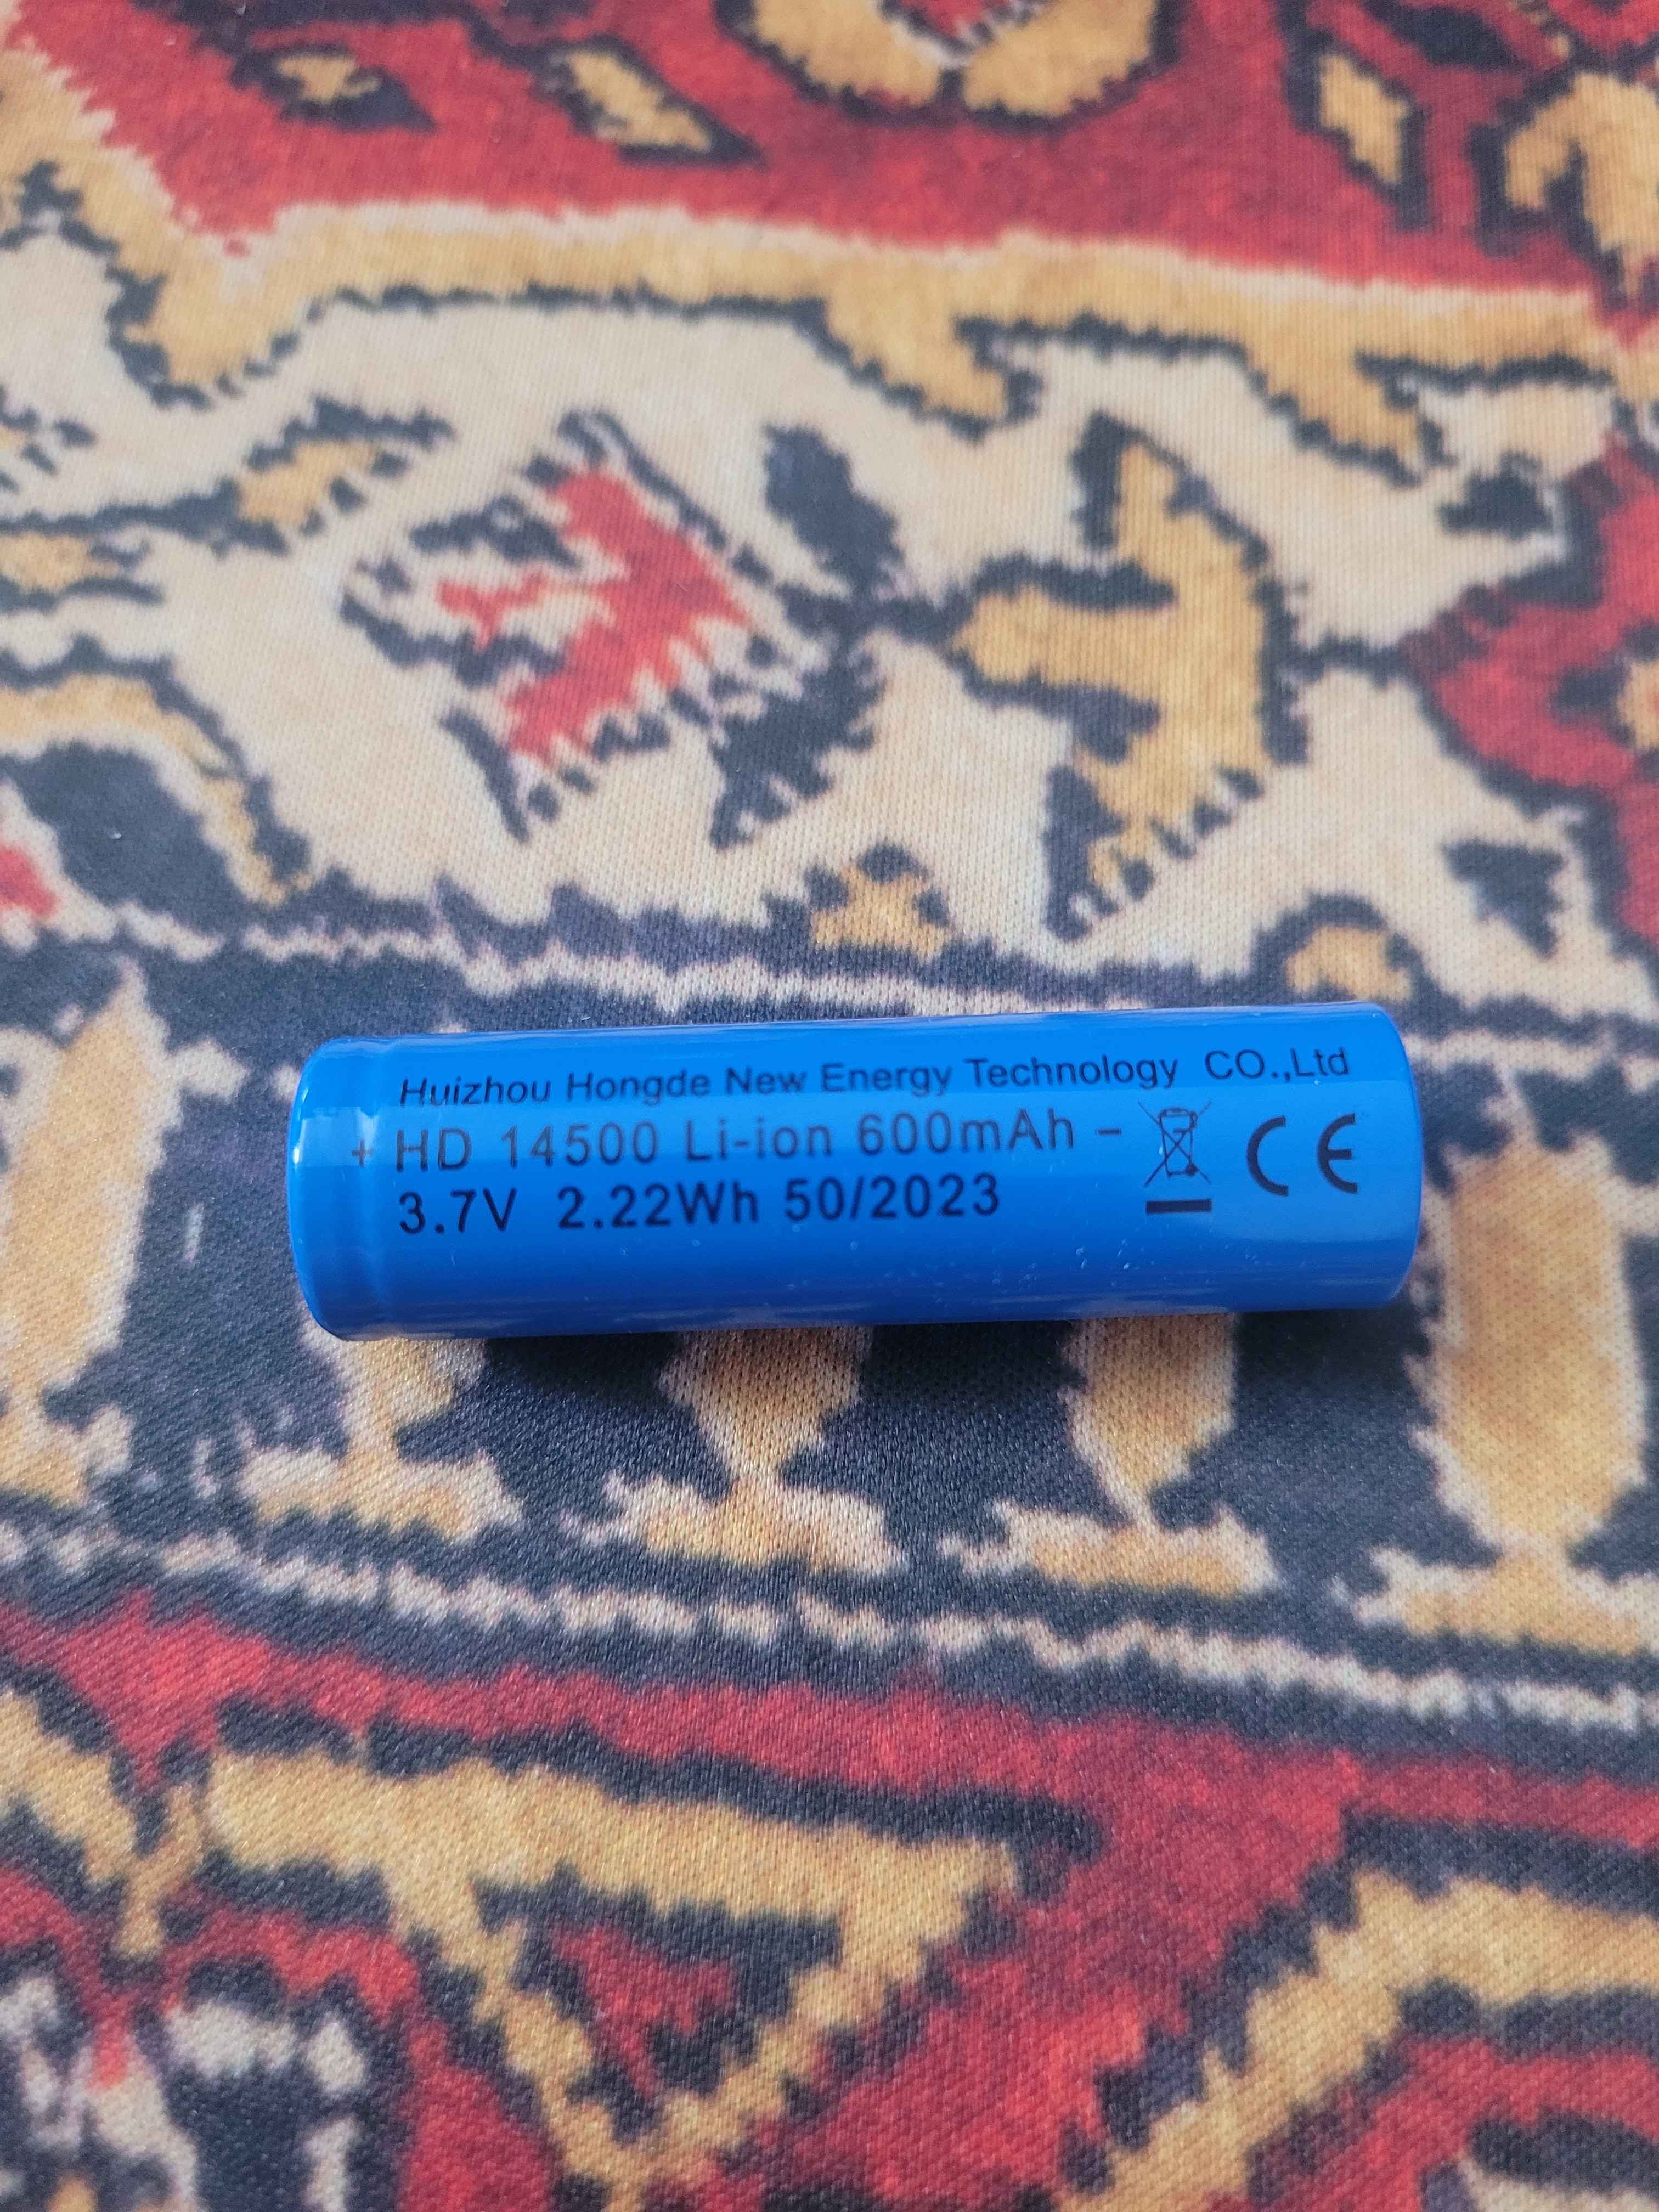 Huizhou Hongde New Energy Technology CO.,Ltd
+ HD 14500 Li-ion 600mAh -
3.7V 2.22Wh 50/2023
CE